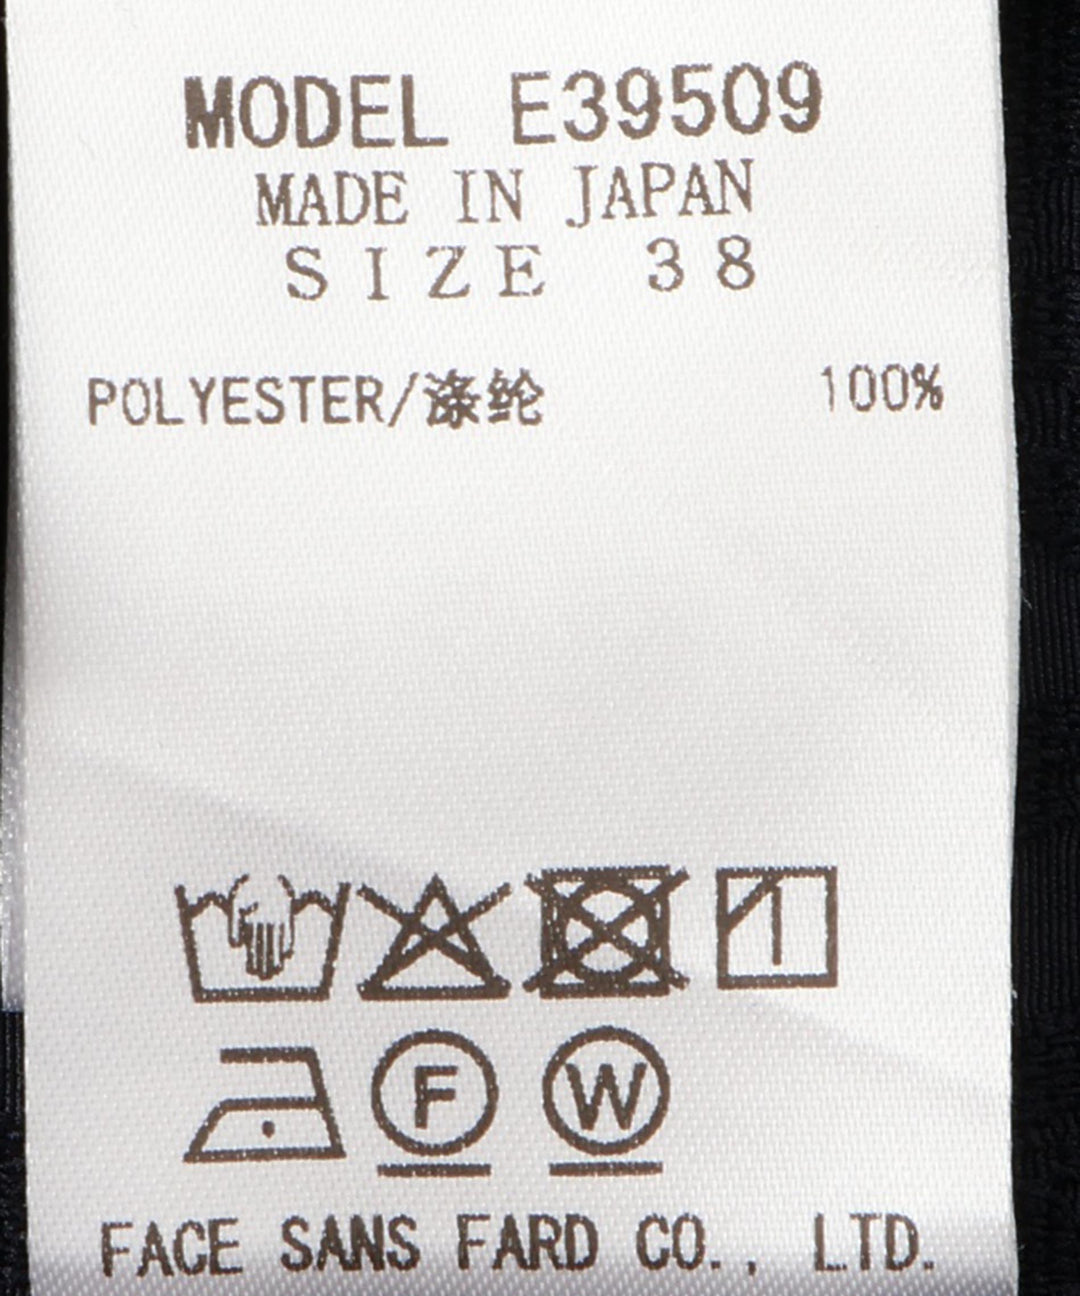 MODEL E39509
MADE IN JAPAN
SIZE 38
POLYESTER/涤纶 100%
F W
FACE SANS FARD CO., LTD.